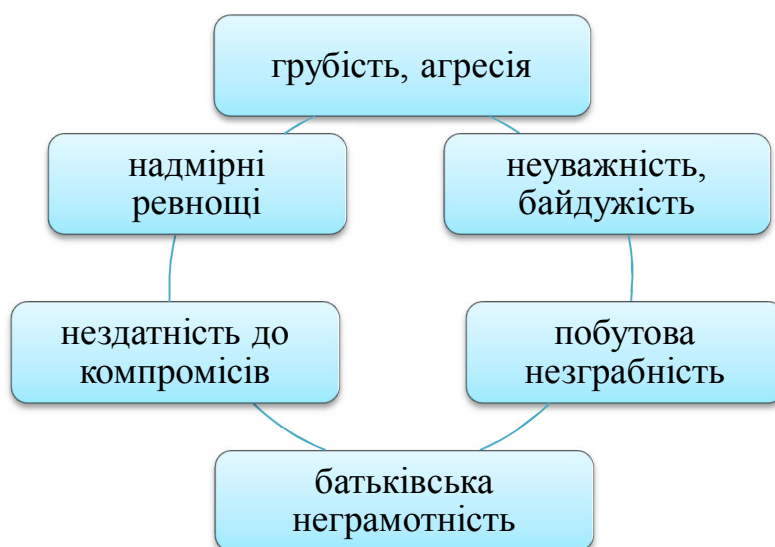 грубість, агресія
надмірні
ревнощі
неуважність,
байдужість
нездатність до
компромісів
побутова
незграбність
батьківська
неграмотність